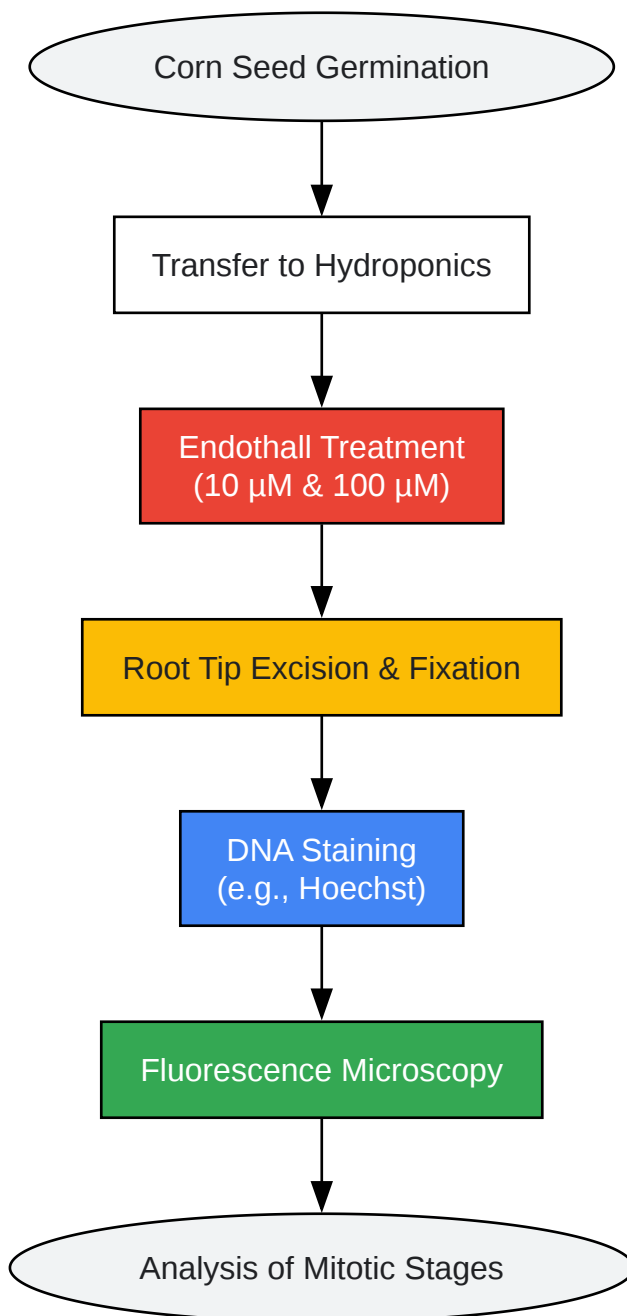 Corn Seed Germination
Transfer to Hydroponics
Endothall Treatment
(10 µM & 100 µM)
Root Tip Excision & Fixation
DNA Staining
(e.g., Hoechst)
Fluorescence Microscopy
Analysis of Mitotic Stages